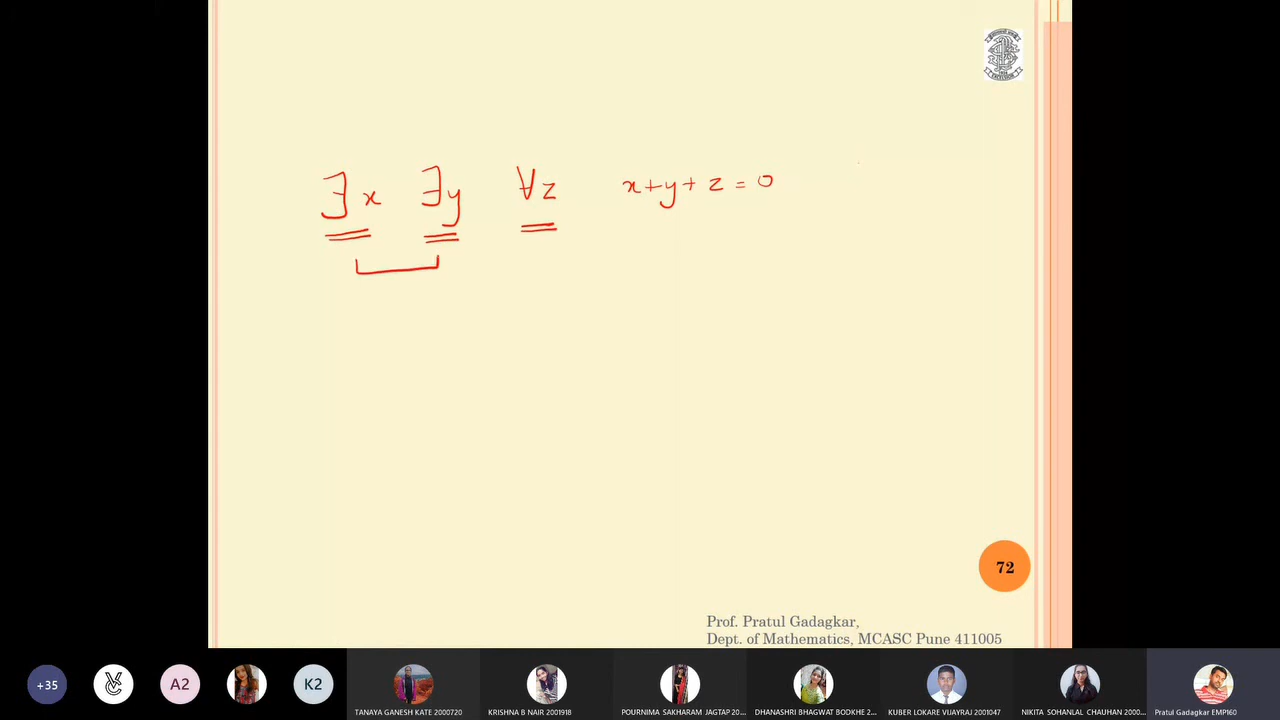 ∃x ∃y ∀z x+y+z=0
72
Prof. Pratul Gadagkar,
Dept. of Mathematics, MCASC Pune 411005
+35 A2 K2
TANAYA GANESH KATE 2000720
KRISHNA B NAIR 2001918
POURNIMA SAKHARAM JAGTAP 20...
DHANASHRI BHAGWAT BODKHE 2...
KUBER LOKARE VIJAYRAJ 2001047
NIKITA SOHANLAL CHAUHAN 2000...
Pratul Gadagkar EMP160